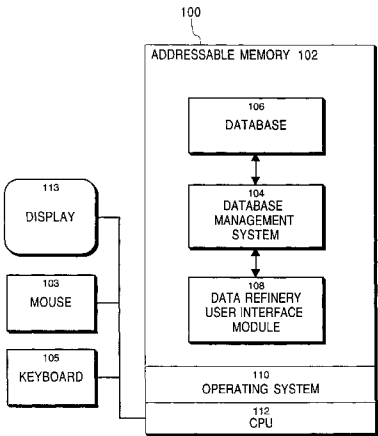 100
ADDRESSABLE MEMORY 102
106
DATABASE
104
DATABASE
MANAGEMENT
SYSTEM
108
DATA REFINERY
USER INTERFACE
MODULE
113
DISPLAY
103
MOUSE
105
KEYBOARD
110
OPERATING SYSTEM
112
CPU